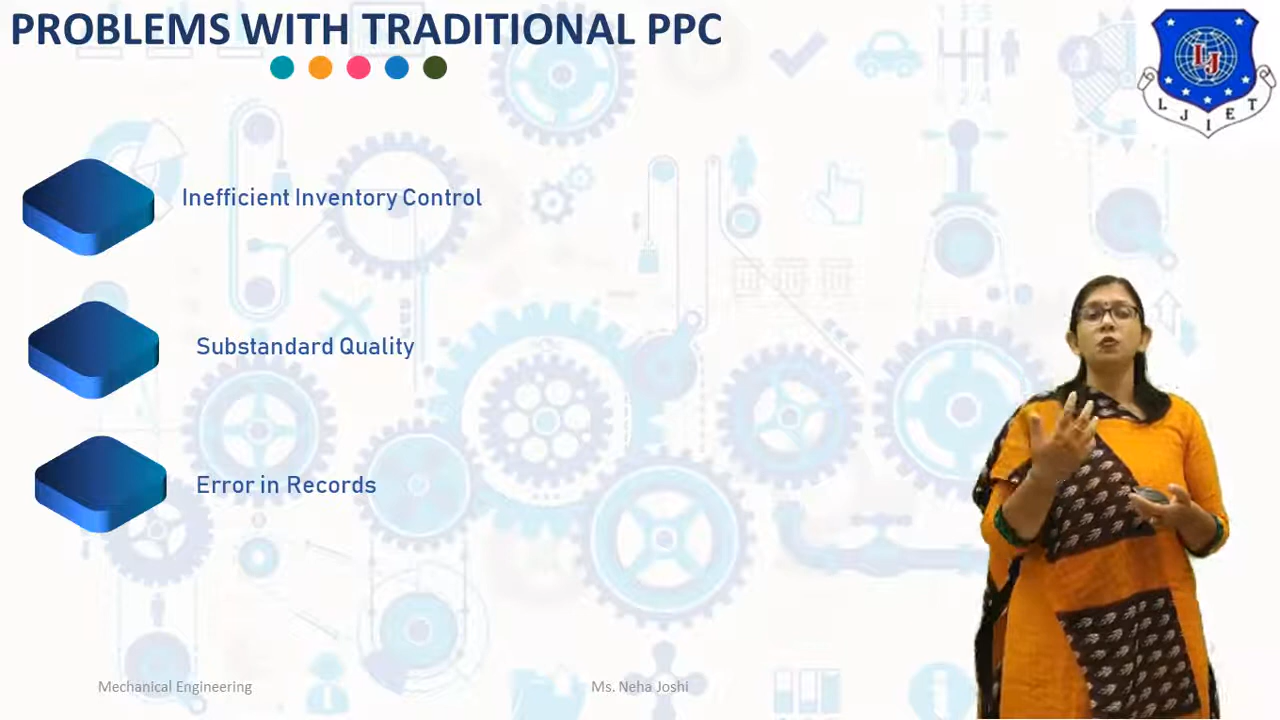 PROBLEMS WITH TRADITIONAL PPC
LJIET
Inefficient Inventory Control
Substandard Quality
Error in Records
Mechanical Engineering
Ms. Neha Joshi